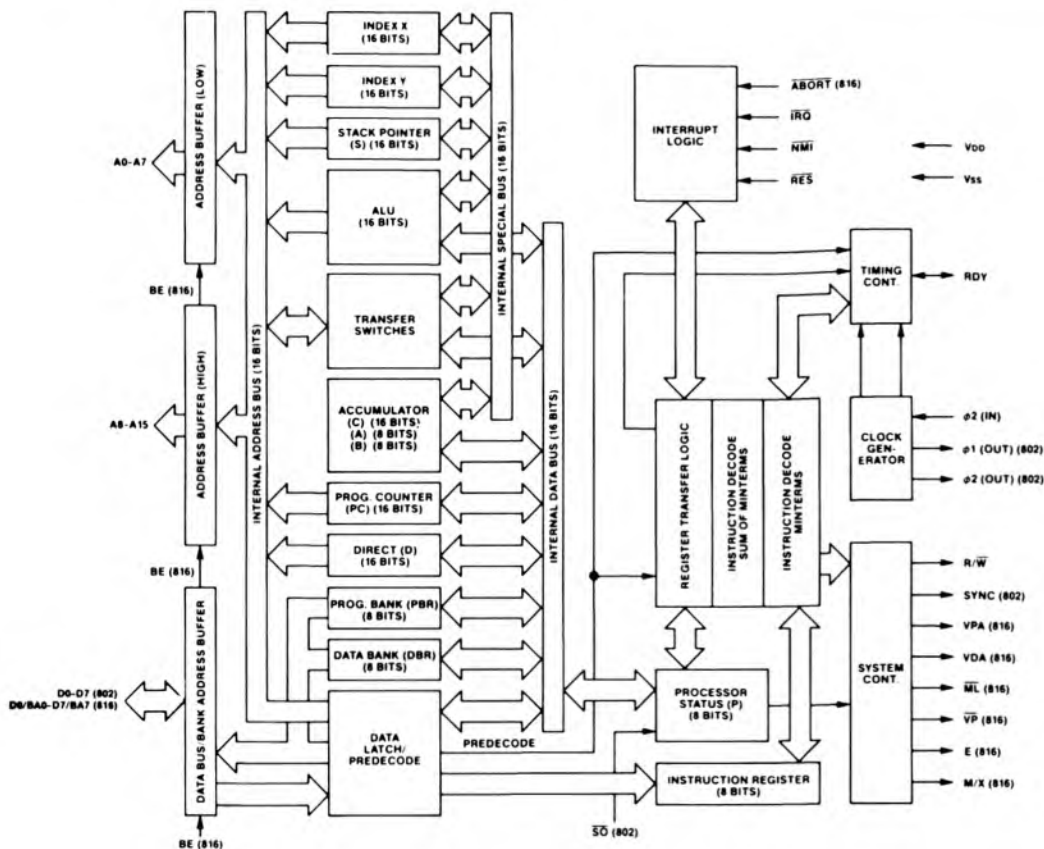 INDEX X
(16 BITS)
INDEX Y
(16 BITS)
STACK POINTER
(S) (16 BITS)
ALU
(16 BITS)
TRANSFER
SWITCHES
ACCUMULATOR
(C) (16 BITS)
(A) (8 BITS)
(B) (8 BITS)
PROG. COUNTER
(PC) (16 BITS)
DIRECT (D)
(16 BITS)
PROG. BANK (PBR)
(8 BITS)
DATA BANK (DBR)
(8 BITS)
DATA
LATCH/
PREDECODE
PREDECODE
A0-A7
ADDRESS BUFFER (LOW)
BE (816)
A8-A15
ADDRESS BUFFER (HIGH)
BE (816)
D0-D7 (802)
D0/BA0-D7/BA7 (816)
DATA BUS/BANK ADDRESS BUFFER
BE (816)
INTERNAL ADDRESS BUS (16 BITS)
INTERNAL SPECIAL BUS (16 BITS)
INTERNAL DATA BUS (16 BITS)
INTERRUPT
LOGIC
ABORT (816)
IRQ
NMI
RES
VDD
VSS
TIMING
CONT.
RDY
CLOCK
GEN-
ERATOR
ϕ2 (IN)
ϕ1 (OUT) (802)
ϕ2 (OUT) (802)
REGISTER TRANSFER LOGIC
INSTRUCTION DECODE
SUM OF MINTERMS
INSTRUCTION DECODE
MINTERMS
PROCESSOR
STATUS (P)
(8 BITS)
INSTRUCTION REGISTER
(8 BITS)
SO (802)
SYSTEM
CONT.
R/W
SYNC (802)
VPA (816)
VDA (816)
ML (816)
VP (816)
E (816)
M/X (816)